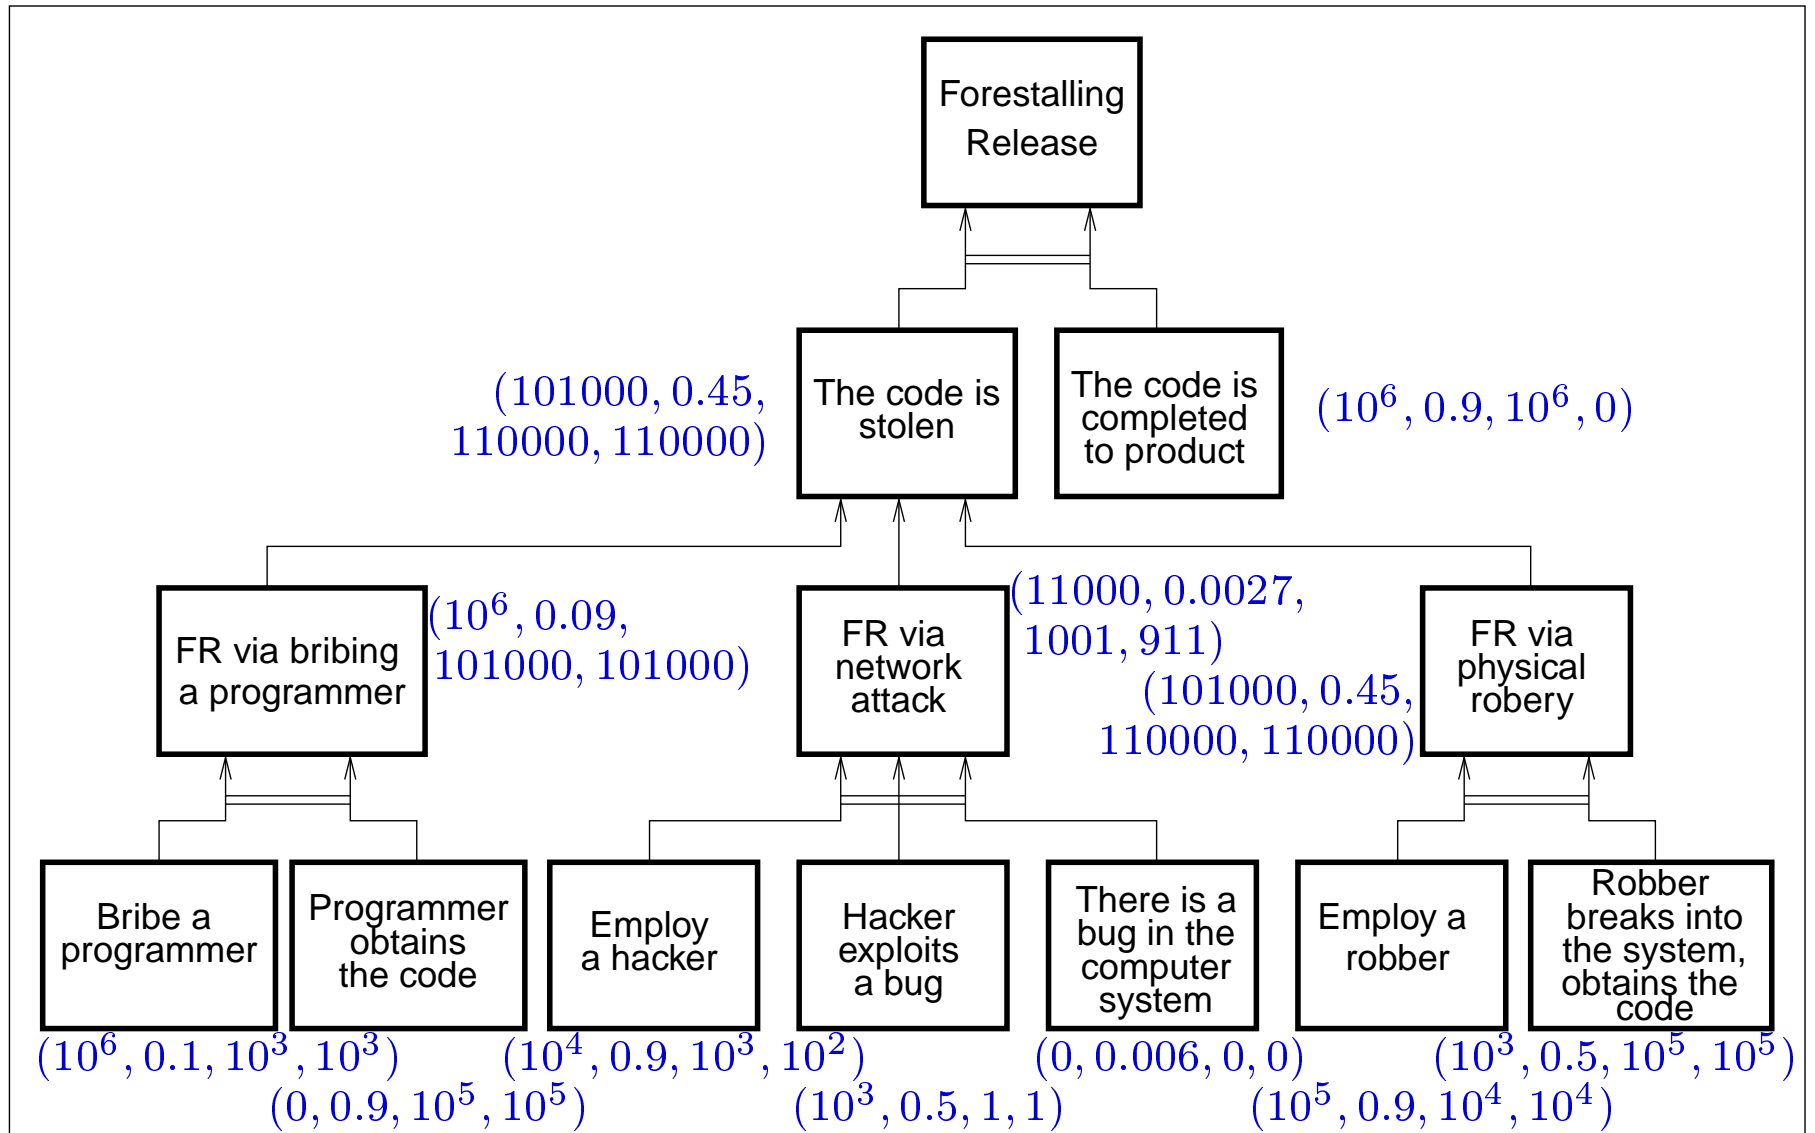 Forestalling
Release
The code is
stolen
The code is
completed
to product
(101000, 0.45,
110000, 110000)
(10⁶, 0.9, 10⁶, 0)
FR via bribing
a programmer
(10⁶, 0.09,
101000, 101000)
FR via
network
attack
(11000, 0.0027,
1001, 911)
(101000, 0.45,
110000, 110000)
FR via
physical
robery
Bribe a
programmer
Programmer
obtains
the code
Employ
a hacker
Hacker
exploits
a bug
There is a
bug in the
computer
system
Employ a
robber
Robber
breaks into
the system,
obtains the
code
(10⁶, 0.1, 10³, 10³)
(10⁴, 0.9, 10³, 10²)
(0, 0.006, 0, 0)
(10³, 0.5, 10⁵, 10⁵)
(0, 0.9, 10⁵, 10⁵)
(10³, 0.5, 1, 1)
(10⁵, 0.9, 10⁴, 10⁴)